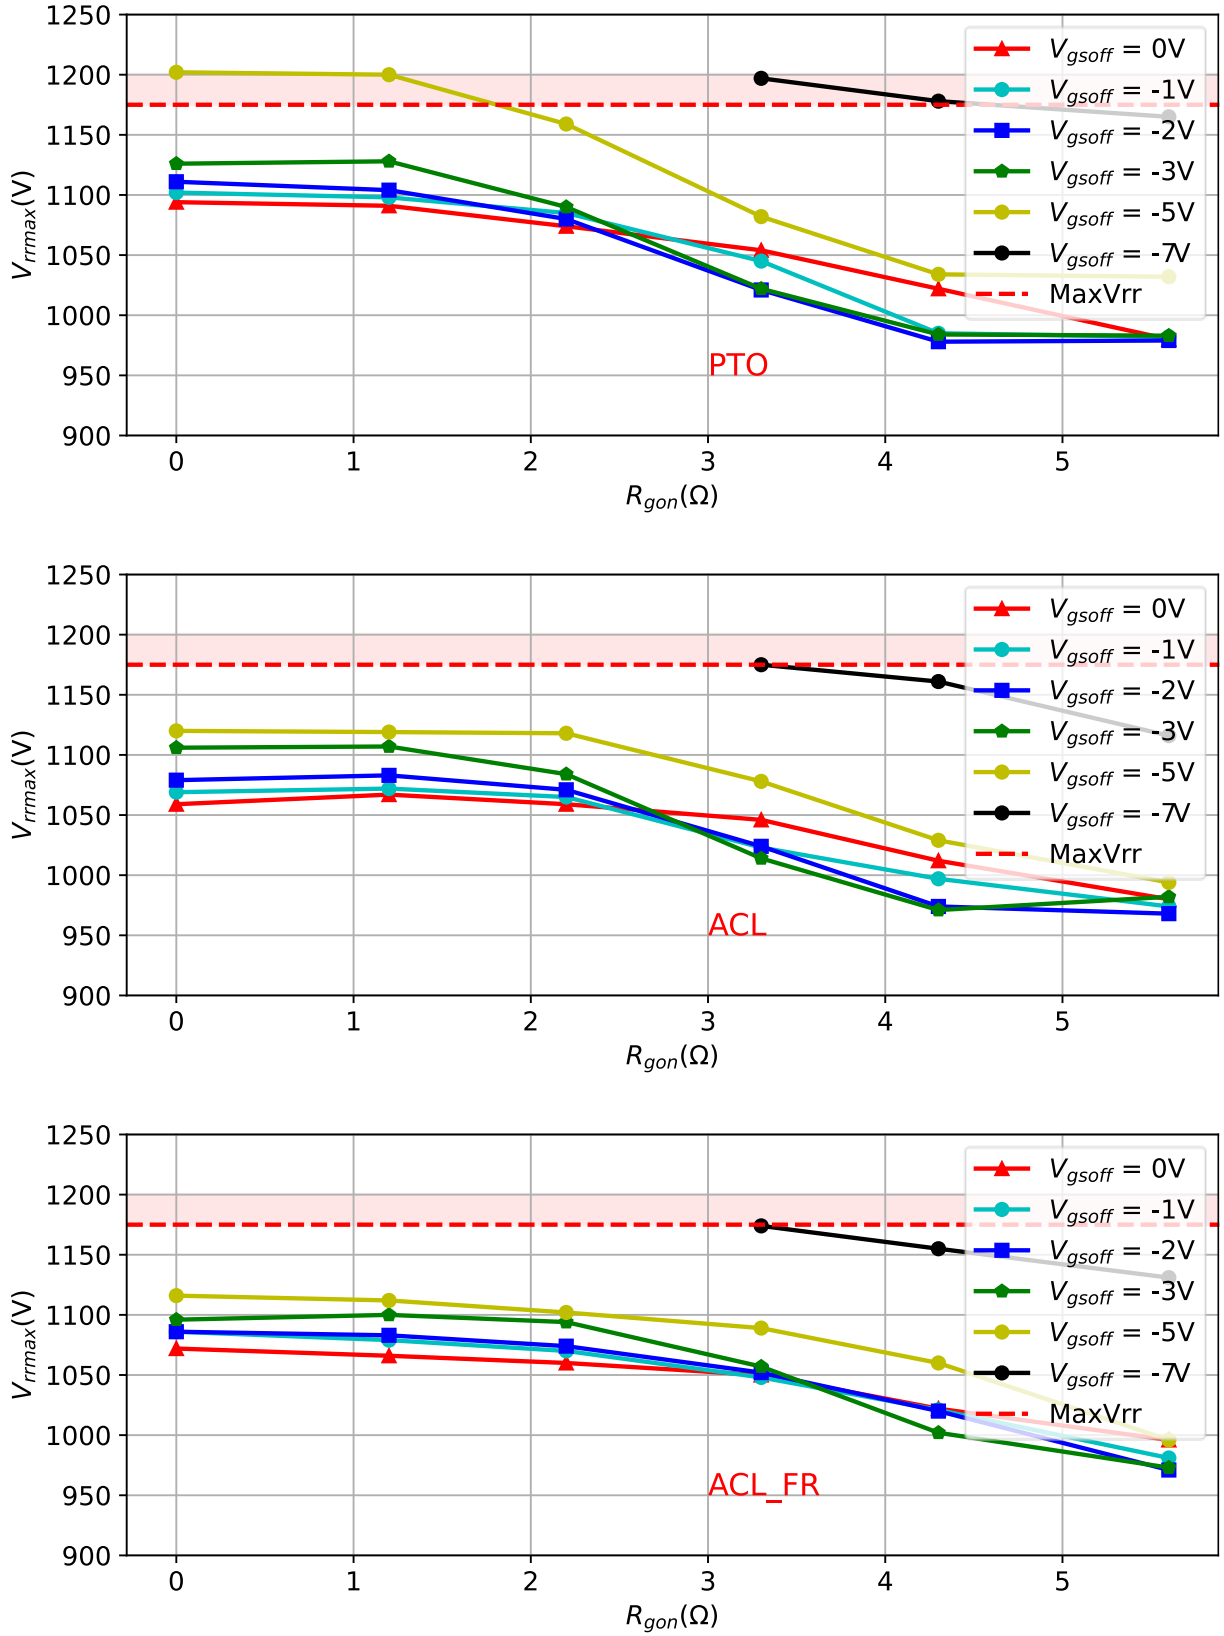 1250
1200
1150
1100
1050
1000
950
900
V_rrmax(V)
V_gsoff = 0V
V_gsoff = -1V
V_gsoff = -2V
V_gsoff = -3V
V_gsoff = -5V
V_gsoff = -7V
MaxVrr
PTO
0 1 2 3 4 5
R_gon(Ω)
1250
1200
1150
1100
1050
1000
950
900
V_rrmax(V)
V_gsoff = 0V
V_gsoff = -1V
V_gsoff = -2V
V_gsoff = -3V
V_gsoff = -5V
V_gsoff = -7V
MaxVrr
ACL
0 1 2 3 4 5
R_gon(Ω)
1250
1200
1150
1100
1050
1000
950
900
V_rrmax(V)
V_gsoff = 0V
V_gsoff = -1V
V_gsoff = -2V
V_gsoff = -3V
V_gsoff = -5V
V_gsoff = -7V
MaxVrr
ACL_FR
0 1 2 3 4 5
R_gon(Ω)